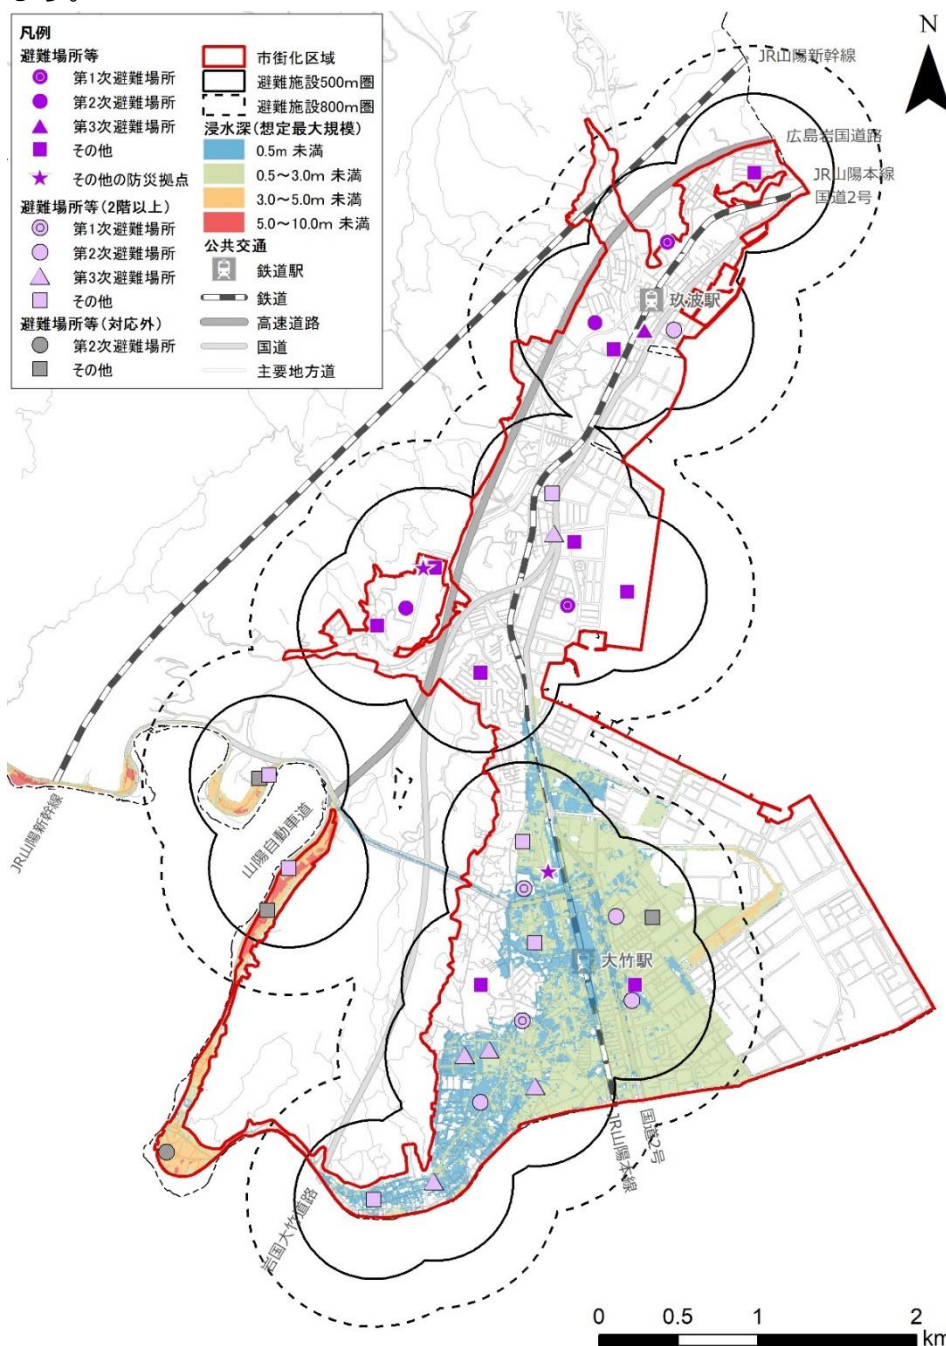 ます。
凡例
避難場所等
第1次避難場所
第2次避難場所
第3次避難場所
その他
その他の防災拠点
避難場所等(2階以上)
第1次避難場所
第2次避難場所
第3次避難場所
その他
避難場所等(対応外)
第2次避難場所
その他
市街化区域
避難施設500m圏
避難施設800m圏
浸水深(想定最大規模)
0.5m 未満
0.5～3.0m 未満
3.0～5.0m 未満
5.0～10.0m 未満
公共交通
鉄道駅
鉄道
高速道路
国道
主要地方道
N
JR山陽新幹線
広島岩国道路
JR山陽本線
国道2号
玖波駅
JR山陽新幹線
山陽自動車道
大竹駅
岩国大竹道路
JR山陽本線
国道2号
0 0.5 1 2
km